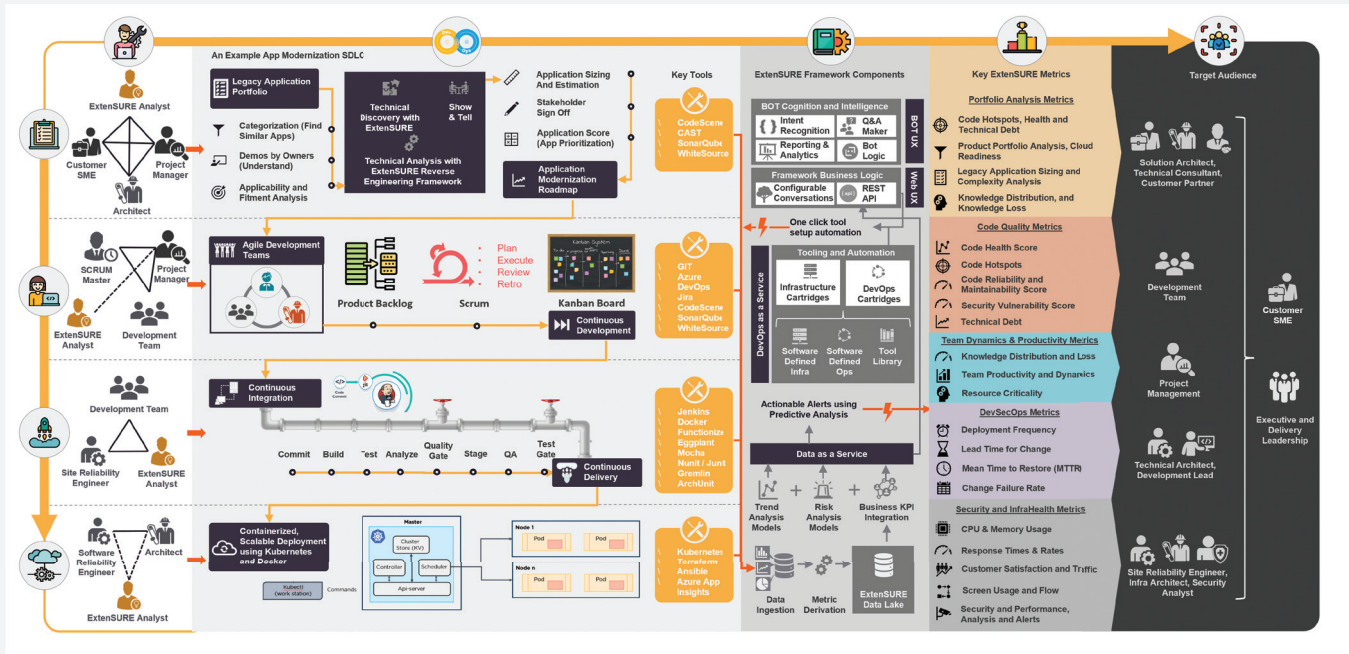 An Example App Modernization SDLC
ExtenSURE Analyst
Customer
SME
Project
Manager
Architect
Legacy Application
Portfolio
Categorization (Find
Similar Apps)
Demos by Owners
(Understand)
Applicability and
Fitment Analysis
Technical
Discovery with
ExtenSURE
Show
& Tell
Technical Analysis with
ExtenSURE Reverse
Engineering Framework
Application Sizing
And Estimation
Stakeholder
Sign Off
Application Score
(App Prioritization)
Application
Modernization
Roadmap
Key Tools
CodeScene
CAST
SonarQube
WhiteSource
SCRUM
Master
Project
Manager
ExtenSURE
Analyst
Development
Team
Agile Development
Teams
Product Backlog
Plan
Execute
Review
Retro
Scrum
Kanban System
Kanban Board
Continuous
Development
GIT
Azure
DevOps
Jira
CodeScene
SonarQube
WhiteSource
Development Team
Site Reliability
Engineer
ExtenSURE
Analyst
Continuous
Integration
Commit
Build
Test
Analyze
Quality
Gate
Stage
QA
Test
Gate
Continuous
Delivery
Jenkins
Docker
Functionize
Eggplant
Mocha
Nunit / Junt
Gremlin
ArchUnit
Software
Reliability
Engineer
Architect
ExtenSURE Analyst
Containerized,
Scalable Deployment
using Kubernetes
and Docker
Kubectl
(work station)
Commands
Master
Cluster
Store (KV)
Controller
Scheduler
Api-server
Node 1
Pod
Pod
Node n
Pod
Pod
Kubernetes
Terraform
Ansible
Azure App
Insights
ExtenSURE Framework Components
BOT Cognition and Intelligence
Intent
Recognition
Q&A
Maker
Reporting &
Analytics
Bot
Logic
BOT UX
Framework Business Logic
Configurable
Conversations
{api}
REST
API
Web UX
One click tool
setup automation
DevOps as a Service
Tooling and Automation
Infrastructure
Cartridges
DevOps
Cartridges
Software
Defined
Infra
Software
Defined
Ops
Tool
Library
Actionable Alerts using
Predictive Analysis
Data as a Service
Trend
Analysis
Models
Risk
Analysis
Models
Business KPI
Integration
Data
Ingestion
Metric
Derivation
ExtenSURE
Data Lake
Key ExtenSURE Metrics
Portfolio Analysis Metrics
Code Hotspots, Health and
Technical Debt
Product Portfolio Analysis, Cloud
Readiness
Legacy Application Sizing and
Complexity Analysis
Knowledge Distribution, and
Knowledge Loss
Code Quality Metrics
Code Health Score
Code Hotspots
Code Reliability and
Maintainability Score
Security Vulnerability Score
Technical Debt
Team Dynamics & Productivity Metrics
Knowledge Distribution and Loss
Team Productivity and Dynamics
Resource Criticality
DevSecOps Metrics
Deployment Frequency
Lead Time for Change
Mean Time to Restore (MTTR)
Change Failure Rate
Security and InfraHealth Metrics
CPU & Memory Usage
Response Times & Rates
Customer Satisfaction and Traffic
Screen Usage and Flow
Security and Performance,
Analysis and Alerts
Target Audience
Solution Architect,
Technical Consultant,
Customer Partner
Development
Team
Project
Management
Technical Architect,
Development Lead
Site Reliability Engineer,
Infra Architect, Security
Analyst
Customer
SME
Executive and
Delivery
Leadership